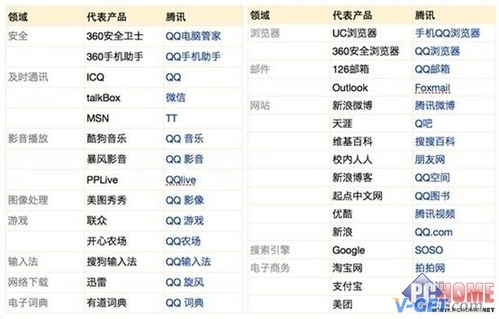 领域 代表产品 腾讯
安全 360安全卫士 QQ电脑管家
360手机助手 QQ手机助手
及时通讯 ICQ QQ
talkBox 微信
MSN TT
影音播放 酷狗音乐 QQ 音乐
暴风影音 QQ 影音
PPLive QQlive
图像处理 美图秀秀 QQ 影像
游戏 联众 QQ 游戏
开心农场 QQ农场
输入法 搜狗输入法 QQ输入法
网络下载 迅雷 QQ 旋风
电子词典 有道词典 QQ 词典
领域 代表产品 腾讯
浏览器 UC浏览器 手机QQ浏览器
360安全浏览器 QQ浏览器
邮件 126邮箱 QQ邮箱
Outlook Foxmail
网站 新浪微博 腾讯微博
天涯 Q吧
维基百科 搜搜百科
校内人人 朋友网
新浪博客 QQ空间
起点中文网 QQ图书
优酷 腾讯视频
新浪 QQ.com
搜索引擎 Google SOSO
电子商务 淘宝网 拍拍网
支付宝
美团
PCHOME